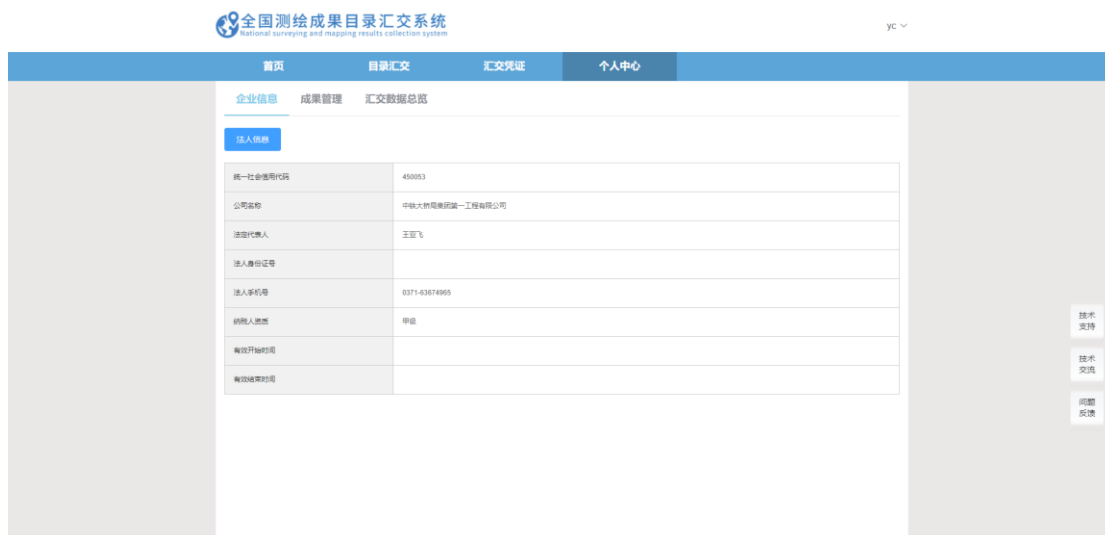 全国测绘成果目录汇交系统
National surveying and mapping results collection system
yc
首页 目录汇交 汇交凭证 个人中心
企业信息 成果管理 汇交数据总览
法人信息
统一社会信用代码 450053
公司名称 中铁大桥局集团第一工程有限公司
法定代表人 王亚飞
法人身份证号
法人手机号 0371-63674965
纳税人资质 甲级
有效开始时间
有效结束时间
技术
支持
技术
交流
问题
反馈